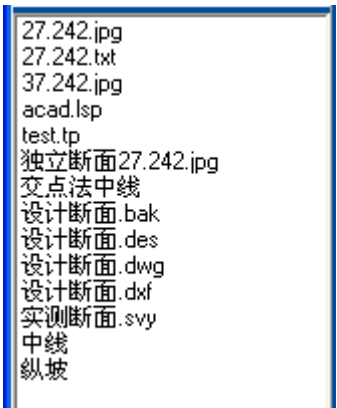 27.242.jpg
27.242.txt
37.242.jpg
acad.lsp
test.tp
独立断面27.242.jpg
交点法中线
设计断面.bak
设计断面.des
设计断面.dwg
设计断面.dxf
实测断面.svy
中线
纵坡